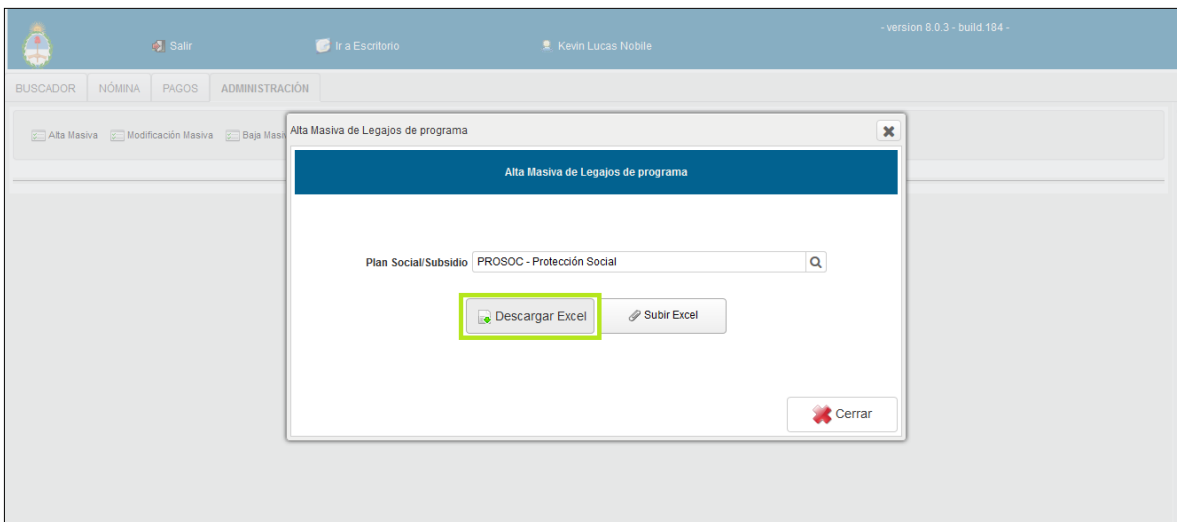 - version 8.0.3 - build.184 -
Salir
Ir a Escritorio
Kevin Lucas Nobile
BUSCADOR
NÓMINA
PAGOS
ADMINISTRACIÓN
Alta Masiva
Modificación Masiva
Baja Masiv
Alta Masiva de Legajos de programa
Alta Masiva de Legajos de programa
Plan Social/Subsidio PROSOC - Protección Social
Descargar Excel
Subir Excel
Cerrar